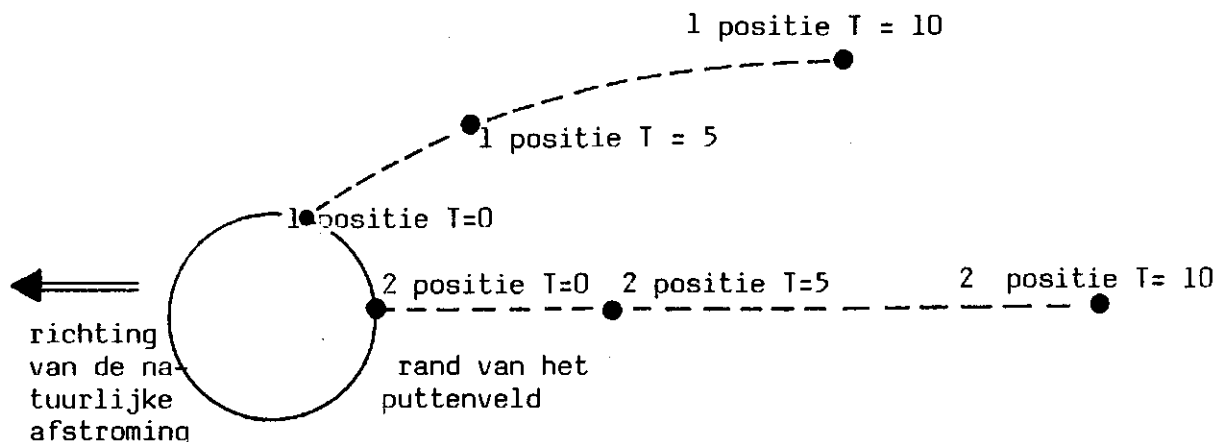 1 positie T = 10
1 positie T = 5
1 positie T=0
2 positie T=0
2 positie T=5
2 positie T= 10
richting
van de na-
tuurlijke
afstroming
rand van het
puttenveld